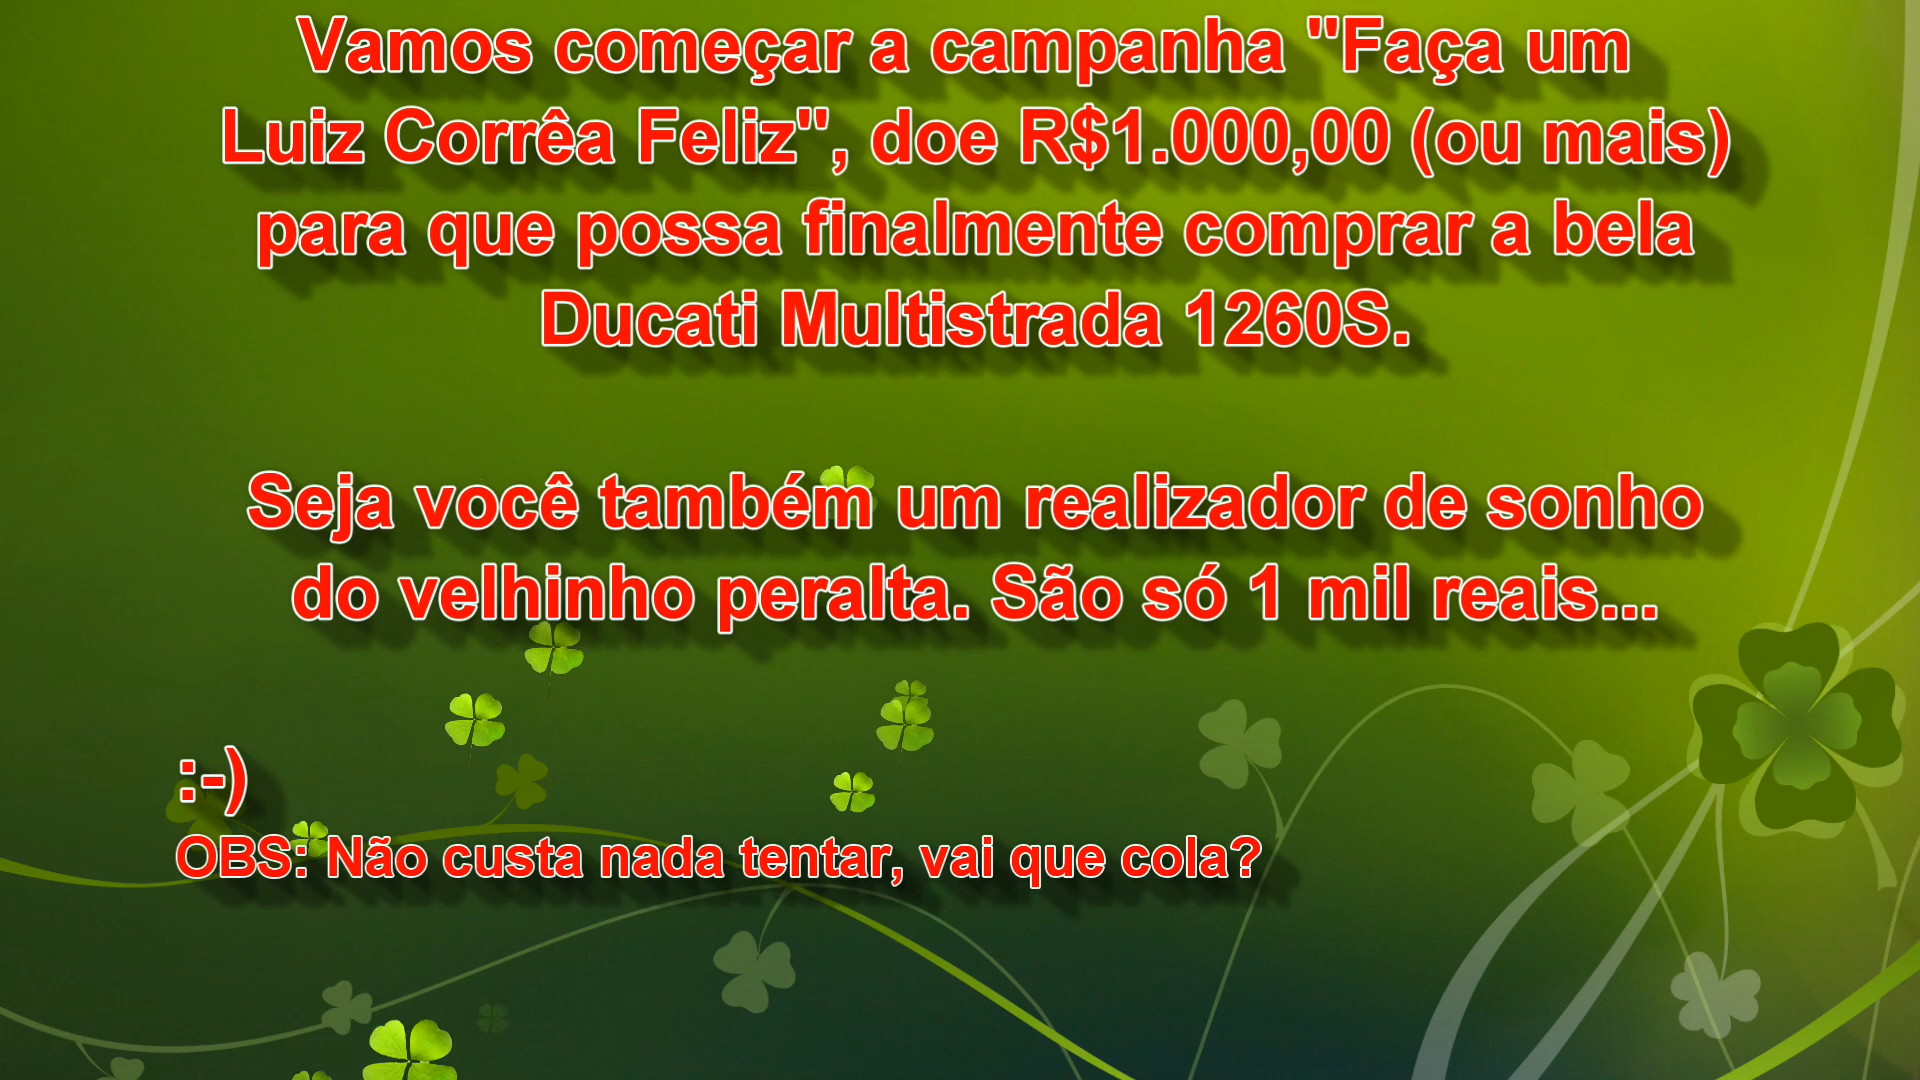 Vamos começar a campanha "Faça um
Luiz Corrêa Feliz", doe R$1.000,00 (ou mais)
para que possa finalmente comprar a bela
Ducati Multistrada 1260S.
Seja você também um realizador de sonho
do velhinho peralta. São só 1 mil reais...
:-)
OBS: Não custa nada tentar, vai que cola?